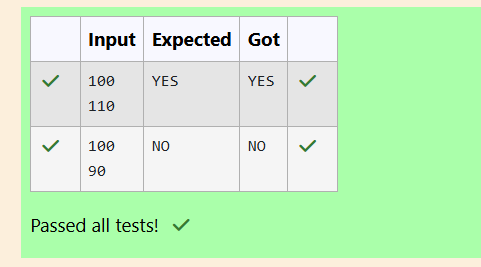 Input Expected Got
100 YES YES
110
100 NO NO
90
Passed all tests!